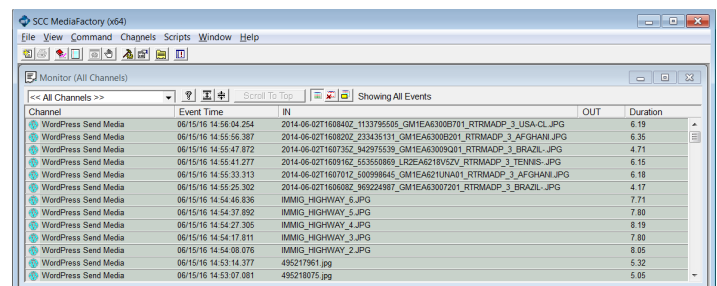 SCC MediaFactory (x64)
File View Command Channels Scripts Window Help
Monitor (All Channels)
<< All Channels >> Scroll To Top Showing All Events
Channel Event Time IN OUT Duration
WordPress Send Media 06/15/16 14:56:04.254 2014-06-02T160840Z_1133795505_GM1EA6300B701_RTRMADP_3_USA-CL.JPG 6.19
WordPress Send Media 06/15/16 14:55:56.387 2014-06-02T160820Z_233435131_GM1EA6300B201_RTRMADP_3_AFGHANI.JPG 6.35
WordPress Send Media 06/15/16 14:55:47.872 2014-06-02T160735Z_942975539_GM1EA63009Q01_RTRMADP_3_BRAZIL-.JPG 4.71
WordPress Send Media 06/15/16 14:55:41.277 2014-06-02T160916Z_553550869_LR2EA6218V5ZV_RTRMADP_3_TENNIS-.JPG 6.15
WordPress Send Media 06/15/16 14:55:33.313 2014-06-02T160701Z_500998645_GM1EA621UNA01_RTRMADP_3_AFGHANI.JPG 6.18
WordPress Send Media 06/15/16 14:55:25.302 2014-06-02T160608Z_969224987_GM1EA63007201_RTRMADP_3_BRAZIL-.JPG 4.17
WordPress Send Media 06/15/16 14:54:46.836 IMMIG_HIGHWAY_6.JPG 7.71
WordPress Send Media 06/15/16 14:54:37.892 IMMIG_HIGHWAY_5.JPG 7.80
WordPress Send Media 06/15/16 14:54:27.305 IMMIG_HIGHWAY_4.JPG 8.19
WordPress Send Media 06/15/16 14:54:17.811 IMMIG_HIGHWAY_3.JPG 7.80
WordPress Send Media 06/15/16 14:54:08.076 IMMIG_HIGHWAY_2.JPG 8.05
WordPress Send Media 06/15/16 14:53:14.377 495217961.jpg 5.32
WordPress Send Media 06/15/16 14:53:07.081 495218075.jpg 5.05